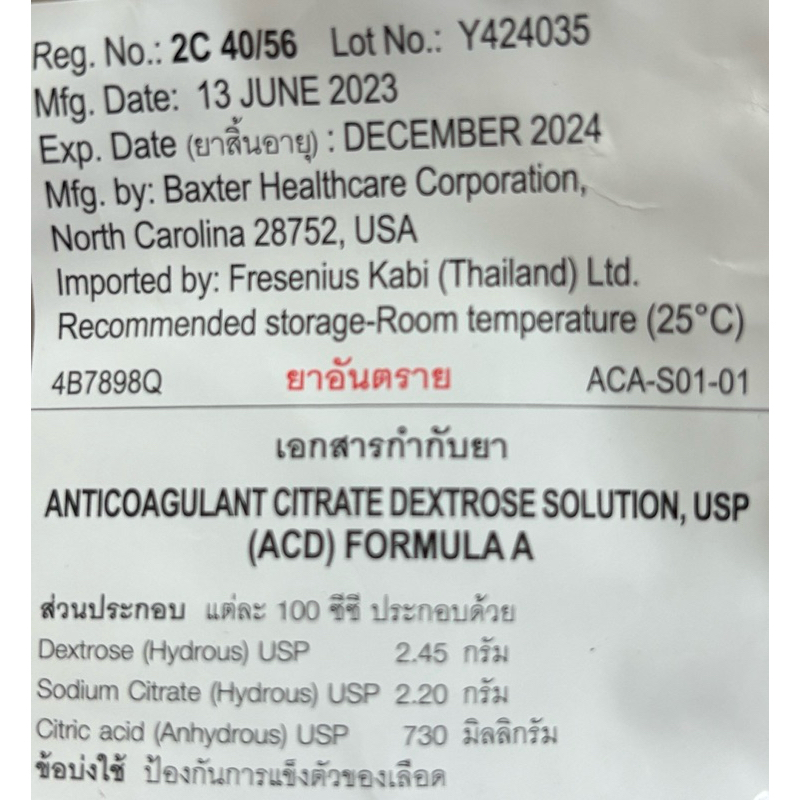 Reg. No.: 2C 40/56 Lot No.: Y424035
Mfg. Date: 13 JUNE 2023
Exp. Date (ยาสิ้นอายุ) : DECEMBER 2024
Mfg. by: Baxter Healthcare Corporation,
North Carolina 28752, USA
Imported by: Fresenius Kabi (Thailand) Ltd.
Recommended storage-Room temperature (25°C)
4B7898Q ยาอันตราย ACA-S01-01
เอกสารกำกับยา
ANTICOAGULANT CITRATE DEXTROSE SOLUTION, USP
(ACD) FORMULA A
ส่วนประกอบ แต่ละ 100 ซีซี ประกอบด้วย
Dextrose (Hydrous) USP 2.45 กรัม
Sodium Citrate (Hydrous) USP 2.20 กรัม
Citric acid (Anhydrous) USP 730 มิลลิกรัม
ข้อบ่งใช้ ป้องกันการแข็งตัวของเลือด